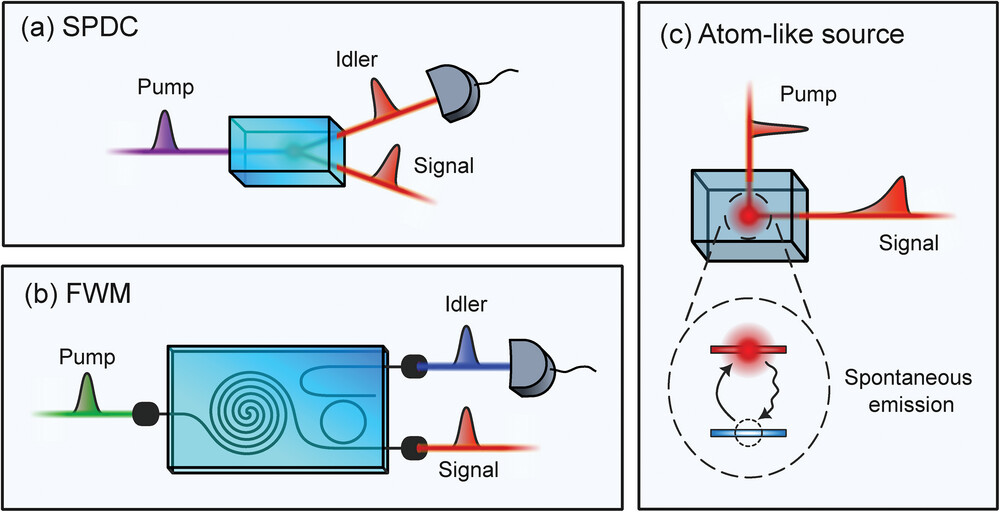 (a) SPDC
Pump
Idler
Signal
(b) FWM
Pump
Idler
Signal
(c) Atom-like source
Pump
Signal
Spontaneous
emission